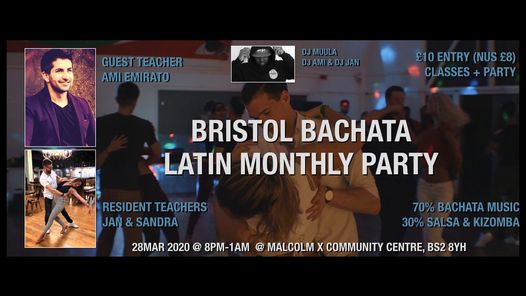 GUEST TEACHER
AMI EMIRATO
DJ MUULA
DJ AMI & DJ JAN
£10 ENTRY (NUS £8)
CLASSES + PARTY
BRISTOL BACHATA
LATIN MONTHLY PARTY
RESIDENT TEACHERS
JAN & SANDRA
70% BACHATA MUSIC
30% SALSA & KIZOMBA
28MAR 2020 @ 8PM-1AM @ MALCOLM X COMMUNITY CENTRE, BS2 8YH